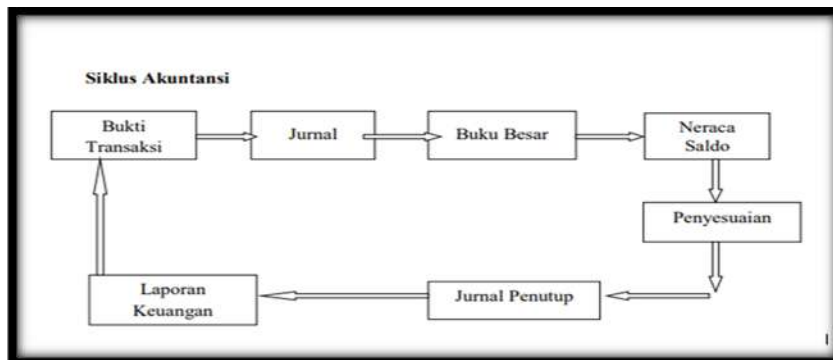 Siklus Akuntansi
Bukti
Transaksi
Jurnal
Buku Besar
Neraca
Saldo
Penyesuaian
Jurnal Penutup
Laporan
Keuangan